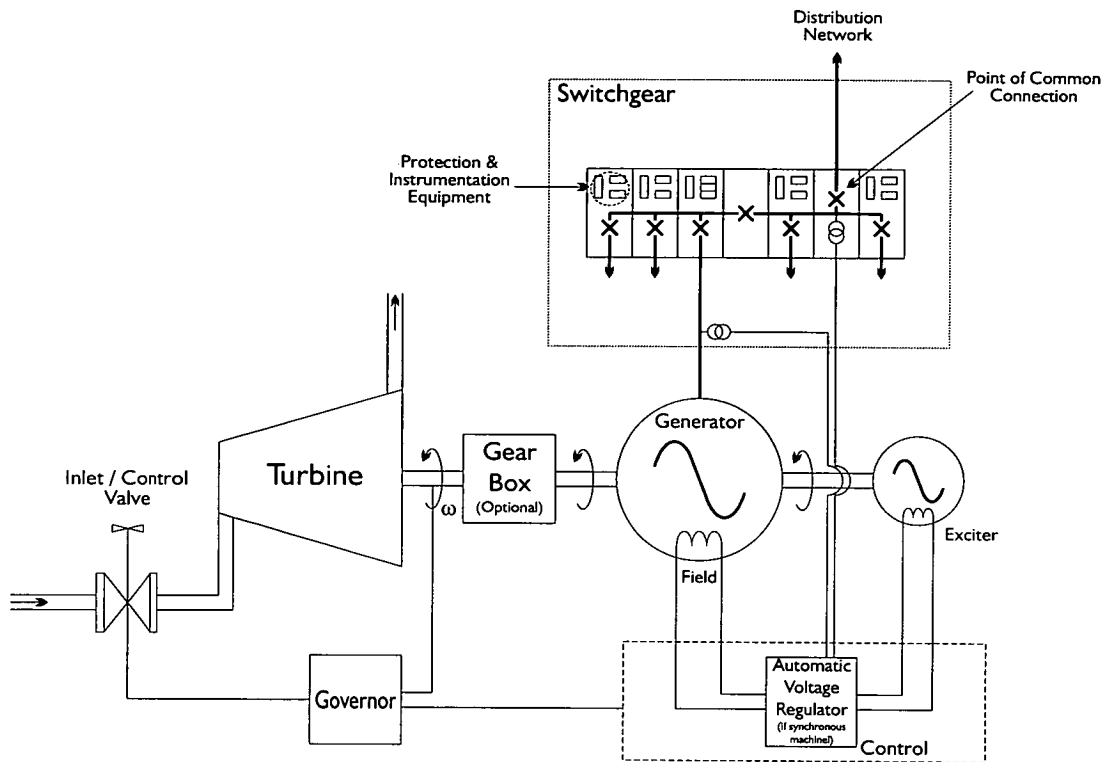 Distribution
Network
Switchgear
Point of Common
Connection
Protection &
Instrumentation
Equipment
Generator
Turbine
Gear
Box
(Optional)
Inlet / Control
Valve
ω
Exciter
Field
Governor
Automatic
Voltage
Regulator
(if synchronous
machine!)
Control